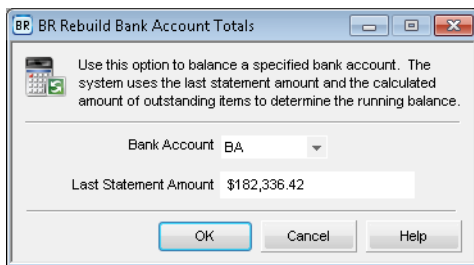 BR BR Rebuild Bank Account Totals
Use this option to balance a specified bank account. The
system uses the last statement amount and the calculated
amount of outstanding items to determine the running balance.
Bank Account BA
Last Statement Amount $182,336.42
OK Cancel Help